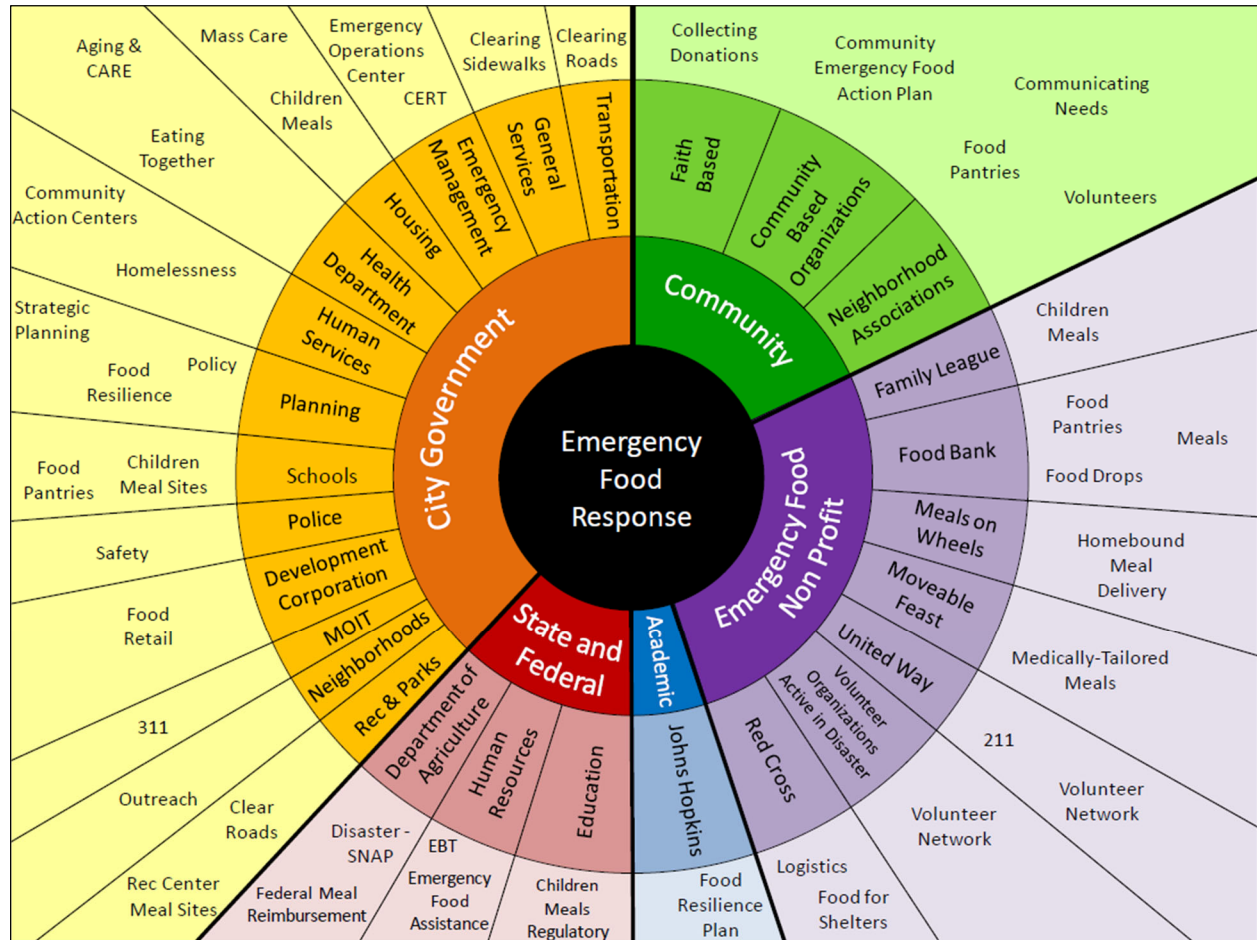 Emergency
Food
Response
Community
Faith
Based
Community
Based
Organizations
Neighborhood
Associations
Collecting
Donations
Community
Emergency Food
Action Plan
Communicating
Needs
Food
Pantries
Volunteers
Emergency Food
Non Profit
Family League
Children
Meals
Food Bank
Food
Pantries
Meals
Food Drops
Meals on
Wheels
Homebound
Meal
Delivery
Moveable
Feast
Medically-Tailored
Meals
United Way
211
Volunteer
Network
Volunteer
Organizations
Active in Disaster
Volunteer
Network
Red Cross
Logistics
Food for
Shelters
Academic
Johns Hopkins
Food
Resilience
Plan
State and
Federal
Education
Children
Meals
Regulatory
Human
Resources
EBT
Emergency
Food
Assistance
Department of
Agriculture
Disaster -
SNAP
Federal Meal
Reimbursement
City Government
Rec & Parks
Clear
Roads
Rec Center
Meal Sites
Neighborhoods
Outreach
MOIT
311
Development
Corporation
Food
Retail
Police
Safety
Schools
Food
Pantries
Children
Meal Sites
Planning
Strategic
Planning
Food
Resilience
Policy
Human
Services
Community
Action Centers
Homelessness
Health
Department
Aging &
CARE
Eating
Together
Housing
Mass Care
Children
Meals
Emergency
Management
Emergency
Operations
Center
CERT
General
Services
Clearing
Sidewalks
Transportation
Clearing
Roads